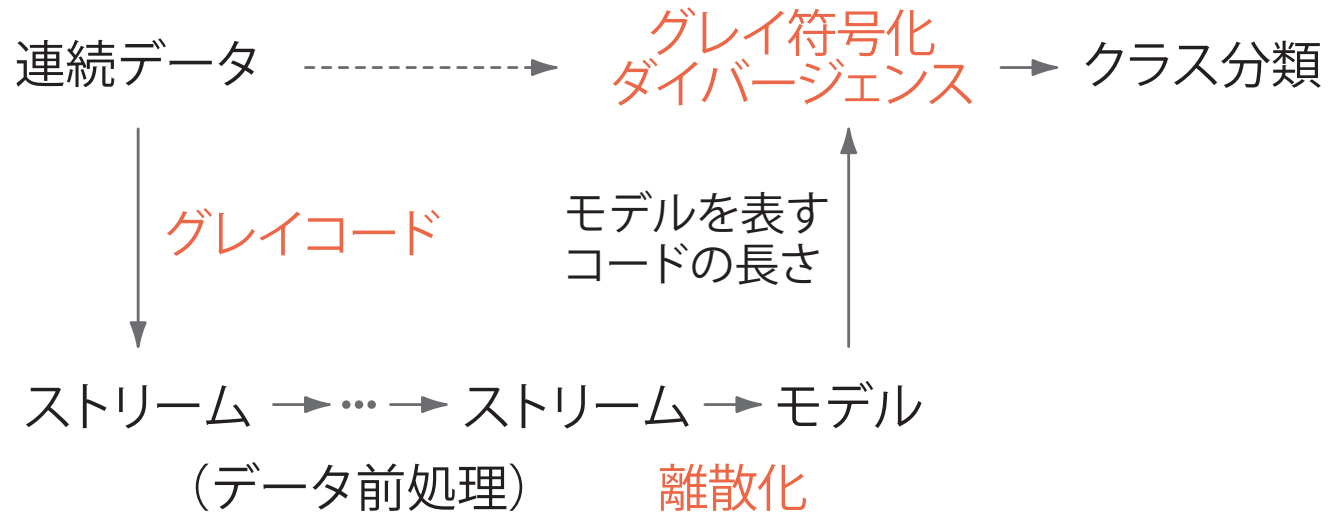 連続データ
グレイ符号化
ダイバージェンス
クラス分類
グレイコード
モデルを表す
コードの長さ
ストリーム
•••
ストリーム
モデル
（データ前処理）
離散化